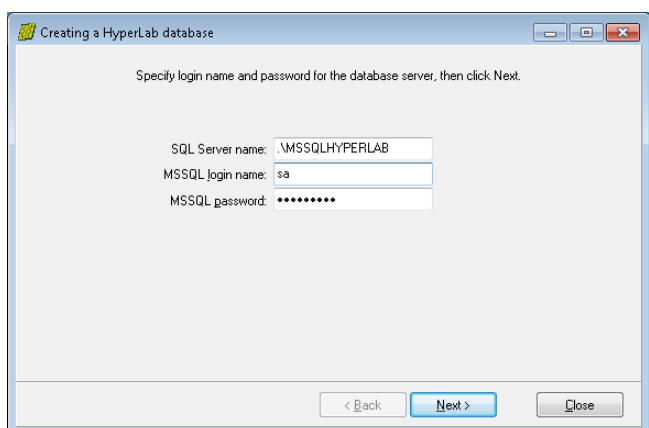 Creating a HyperLab database
Specify login name and password for the database server, then click Next.
SQL Server name: .\MSSQLHYPERLAB
MSSQL login name: sa
MSSQL password: •••••••••
< Back Next > Close